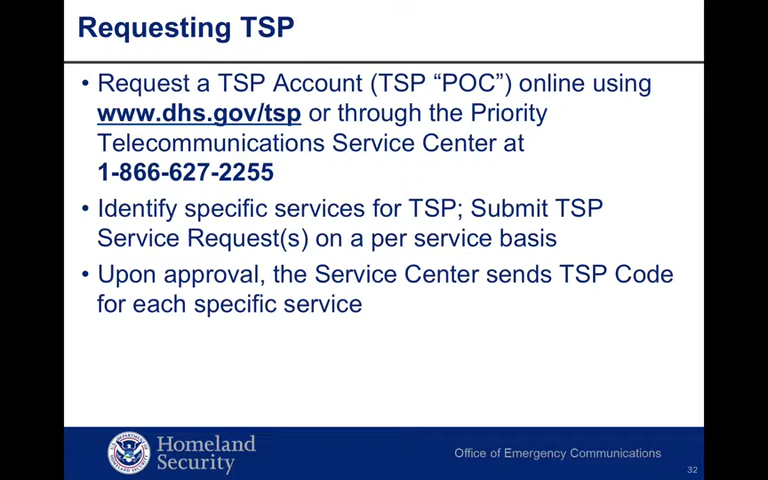 Requesting TSP
• Request a TSP Account (TSP “POC”) online using
www.dhs.gov/tsp or through the Priority
Telecommunications Service Center at
1-866-627-2255
• Identify specific services for TSP; Submit TSP
Service Request(s) on a per service basis
• Upon approval, the Service Center sends TSP Code
for each specific service
Homeland
Security
Office of Emergency Communications
32